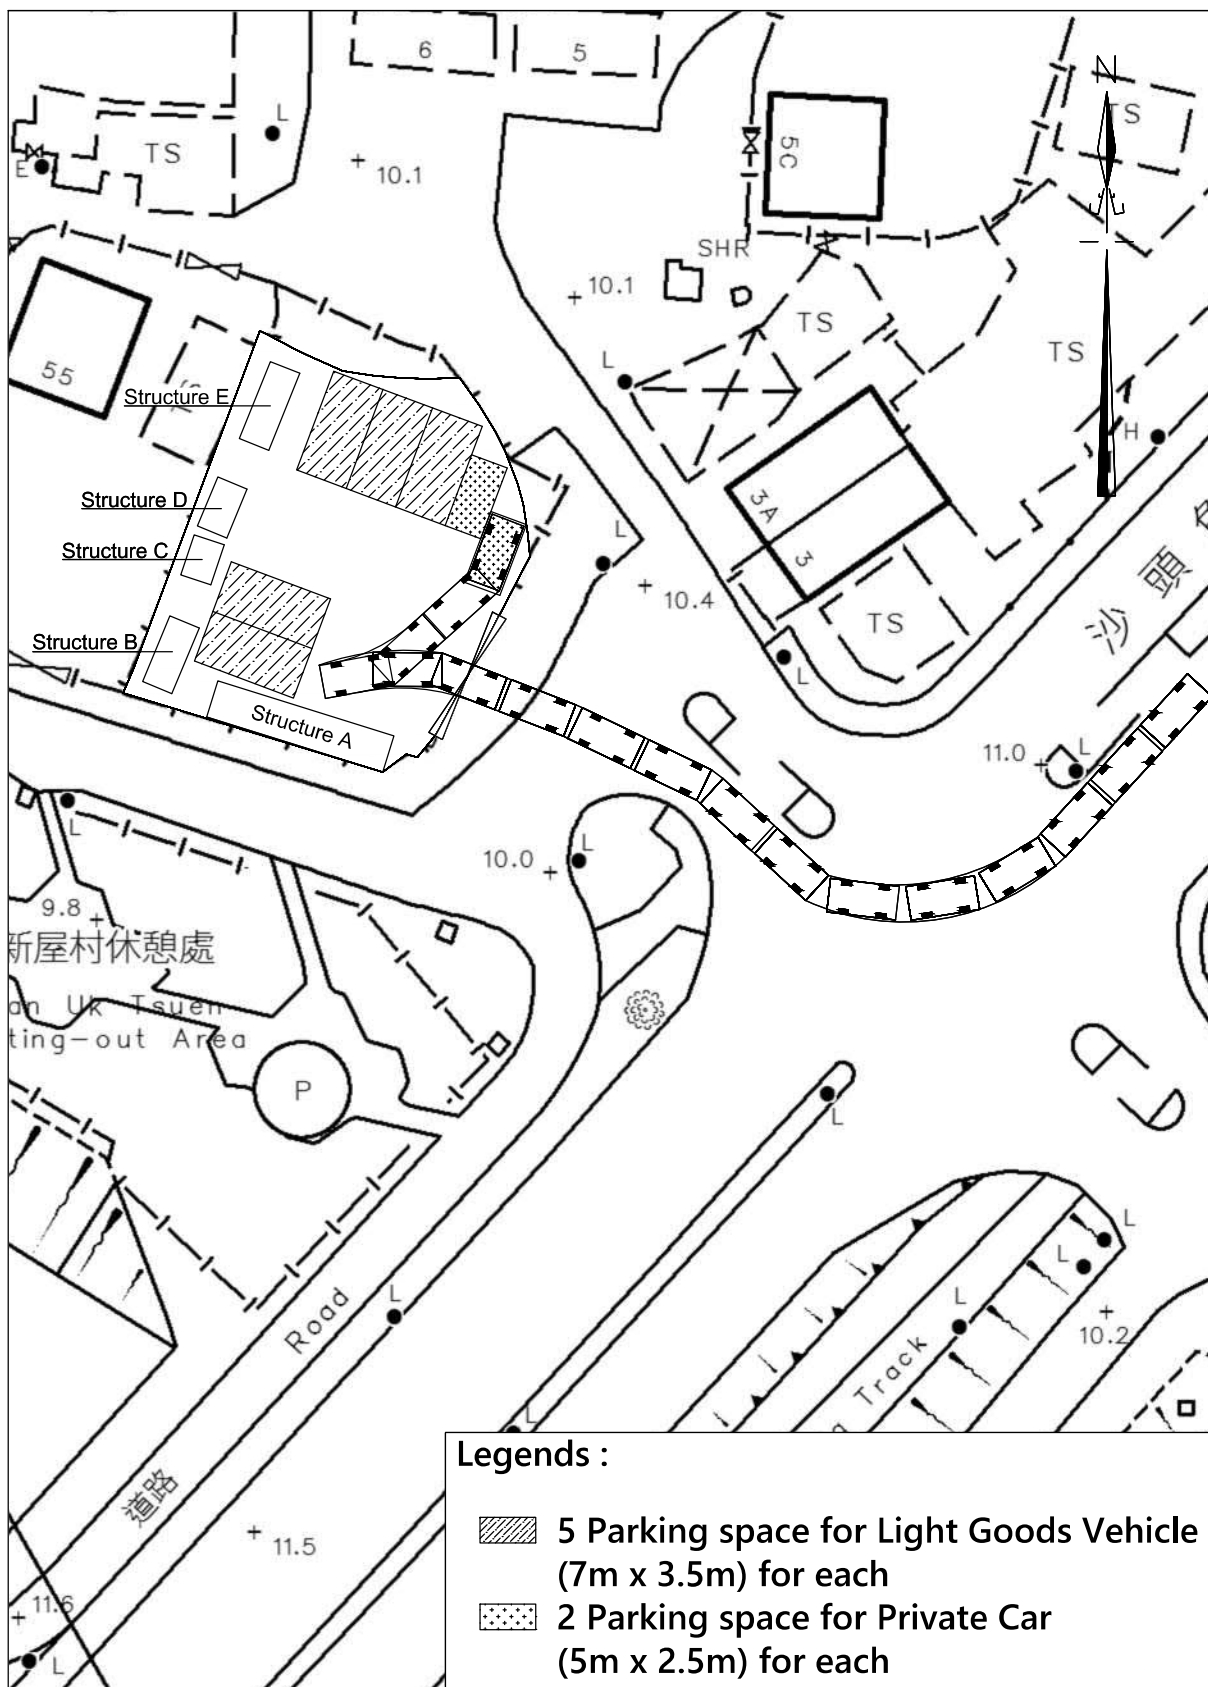 6
5
N
TS
5C
L
TS
E
10.1
SHR
10.1
TS
TS
55
L
Structure E
H
3A
3
Structure D
L
沙頭
Structure C
10.4
TS
Structure B
L
Structure A
11.0
L
L
10.0
L
9.8
新屋村休憩處
an Uk Tsuen
ting-out Area
P
L
L
L
L
L
10.2
Road
Track
L
道路
11.5
11.6
L
Legends :
5 Parking space for Light Goods Vehicle
(7m x 3.5m) for each
2 Parking space for Private Car
(5m x 2.5m) for each